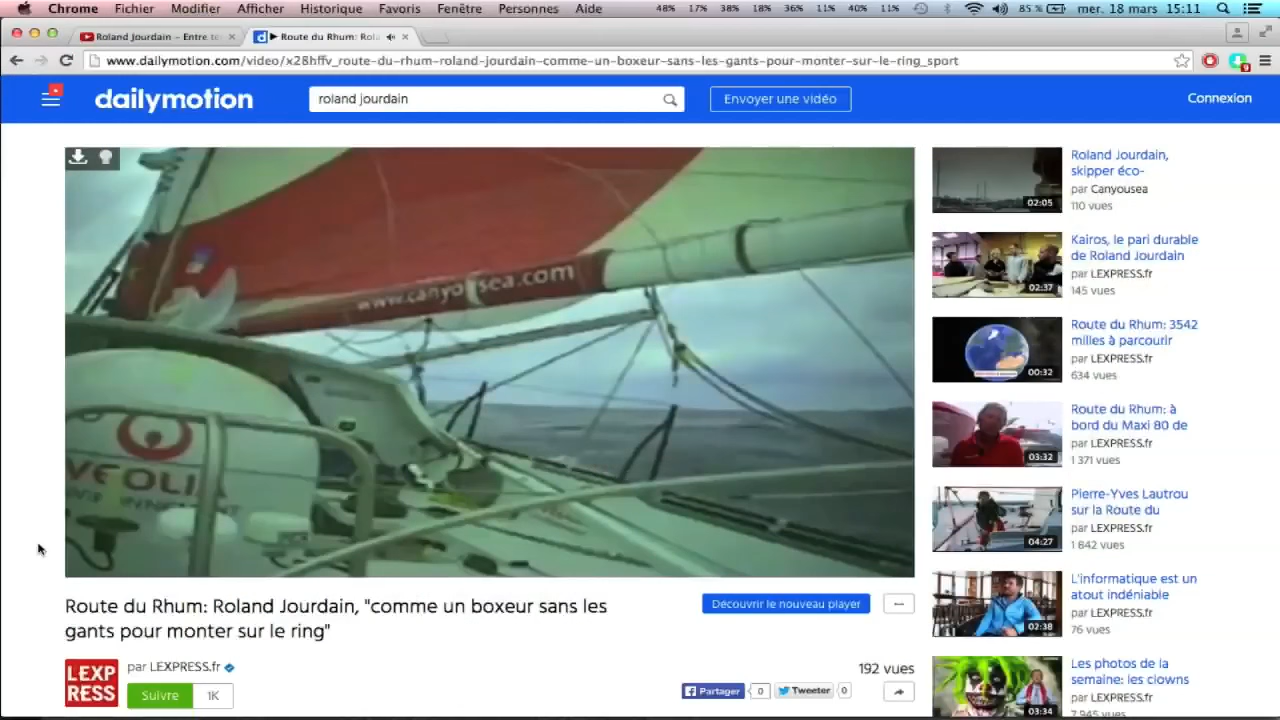 Chrome Fichier Modifier Afficher Historique Favoris Fenêtre Personnes Aide 48% 17% 38% 18% 36% 11% 40% 11% 85% mer. 18 mars 15:11
Roland Jourdain – Entre te
Route du Rhum: Rola
www.dailymotion.com/video/x28hffv_route-du-rhum-roland-jourdain-comme-un-boxeur-sans-les-gants-pour-monter-sur-le-ring_sport
dailymotion
roland jourdain
Envoyer une vidéo
Connexion
www.canyousea.com
VEOLIA
Route du Rhum: Roland Jourdain, "comme un boxeur sans les
gants pour monter sur le ring"
Découvrir le nouveau player
LEXP
RESS
par LEXPRESS.fr
Suivre 1K
192 vues
Partager 0 Tweeter 0
Roland Jourdain,
skipper éco-
par Canyousea
110 vues
02:05
Kairos, le pari durable
de Roland Jourdain
par LEXPRESS.fr
145 vues
02:37
Route du Rhum: 3542
milles à parcourir
par LEXPRESS.fr
634 vues
00:32
Route du Rhum: à
bord du Maxi 80 de
par LEXPRESS.fr
1 371 vues
03:32
Pierre-Yves Lautrou
sur la Route du
par LEXPRESS.fr
1 842 vues
04:27
L'informatique est un
atout indéniable
par LEXPRESS.fr
76 vues
02:38
Les photos de la
semaine: les clowns
par LEXPRESS.fr
7 945 vues
03:34